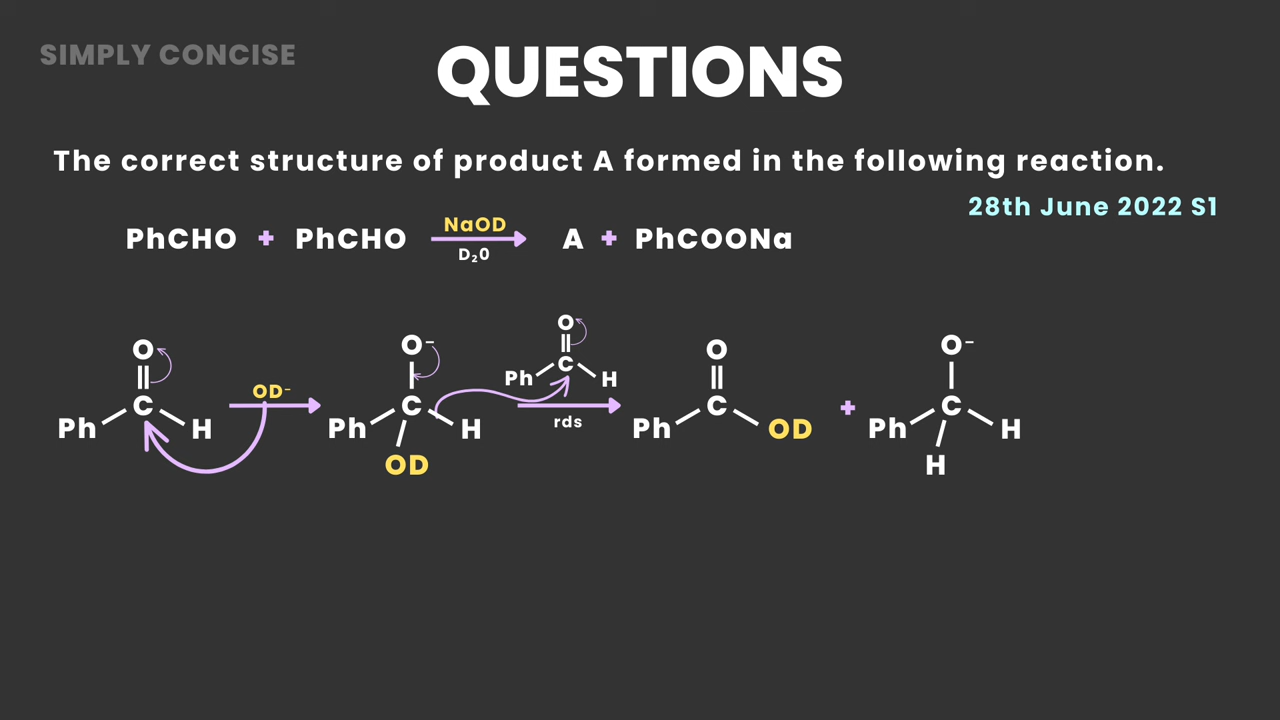 SIMPLY CONCISE
QUESTIONS
The correct structure of product A formed in the following reaction.
28th June 2022 S1
PhCHO + PhCHO NaOD D₂0 A + PhCOONa
O
C
Ph H
OD⁻
O⁻
C
Ph H
OD
O
C
Ph H
rds
O
C
Ph OD
+
O⁻
C
Ph H
H